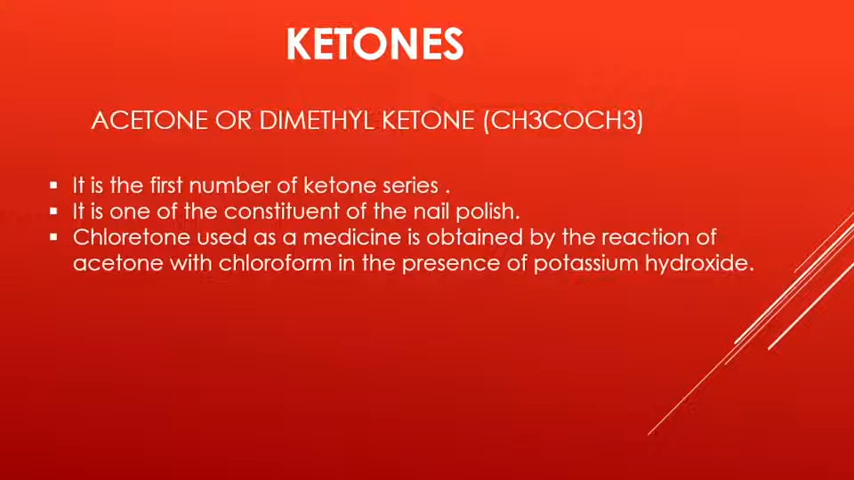 KETONES
ACETONE OR DIMETHYL KETONE (CH3COCH3)
▪ It is the first number of ketone series .
▪ It is one of the constituent of the nail polish.
▪ Chloretone used as a medicine is obtained by the reaction of
acetone with chloroform in the presence of potassium hydroxide.